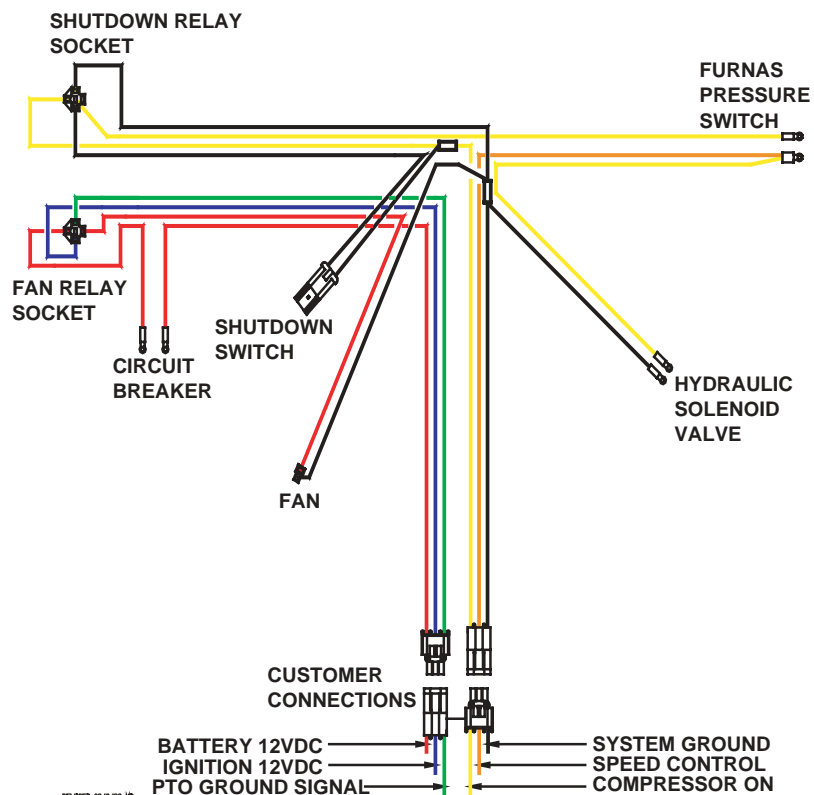 SHUTDOWN RELAY
SOCKET
FURNAS
PRESSURE
SWITCH
FAN RELAY
SOCKET
SHUTDOWN
SWITCH
CIRCUIT
BREAKER
HYDRAULIC
SOLENOID
VALVE
FAN
CUSTOMER
CONNECTIONS
BATTERY 12VDC
SYSTEM GROUND
IGNITION 12VDC
SPEED CONTROL
PTO GROUND SIGNAL
COMPRESSOR ON